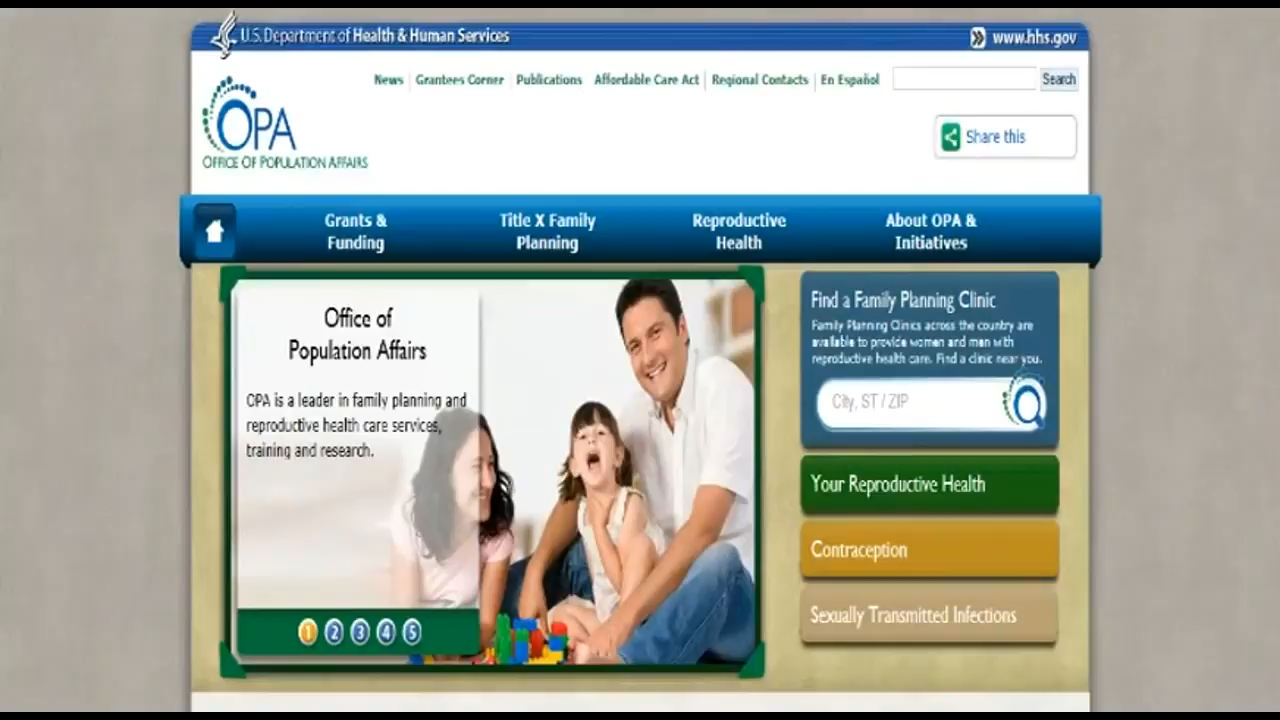 U.S. Department of Health & Human Services
www.hhs.gov
News
Grantees Corner
Publications
Affordable Care Act
Regional Contacts
En Español
Search
OPA
OFFICE OF POPULATION AFFAIRS
Share this
Grants &
Funding
Title X Family
Planning
Reproductive
Health
About OPA &
Initiatives
Office of
Population Affairs
OPA is a leader in family planning and
reproductive health care services,
training and research.
1 2 3 4 5
Find a Family Planning Clinic
Family Planning Clinics across the country are
available to provide women and men with
reproductive health care. Find a clinic near you.
City, ST / ZIP
Your Reproductive Health
Contraception
Sexually Transmitted Infections